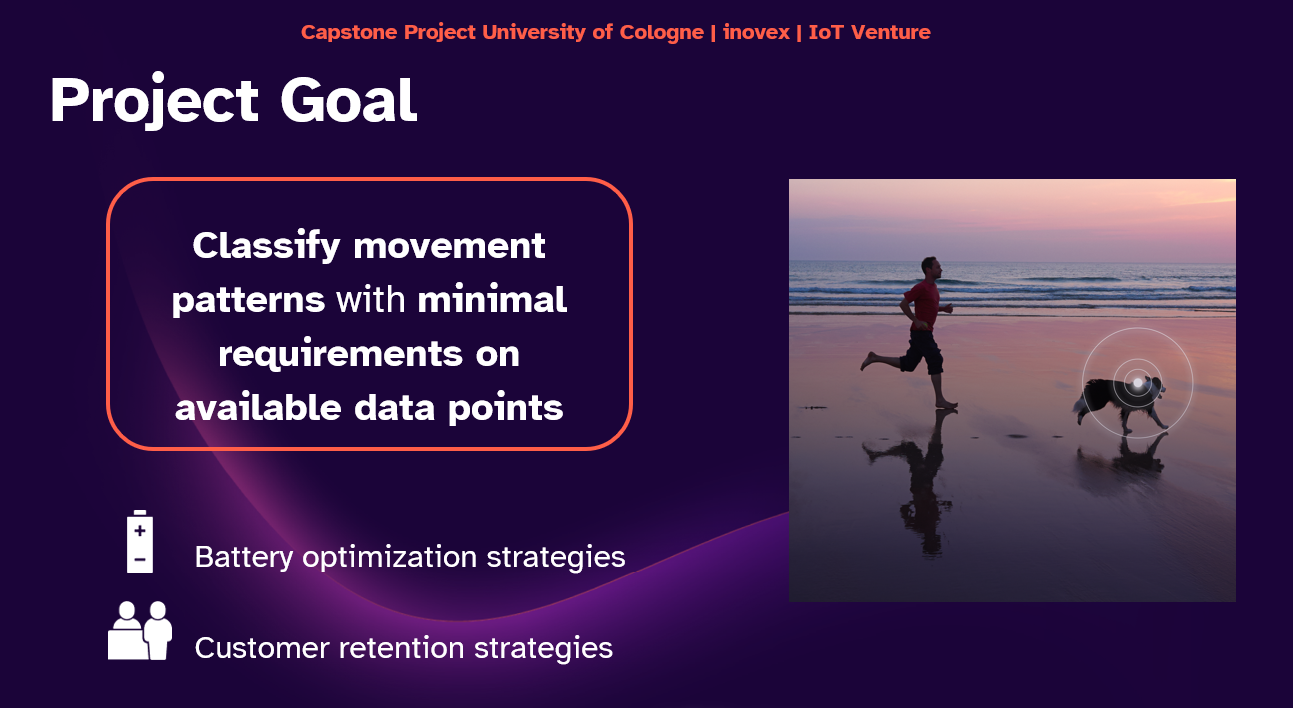 Capstone Project University of Cologne | inovex | IoT Venture
Project Goal
Classify movement
patterns with minimal
requirements on
available data points
Battery optimization strategies
Customer retention strategies